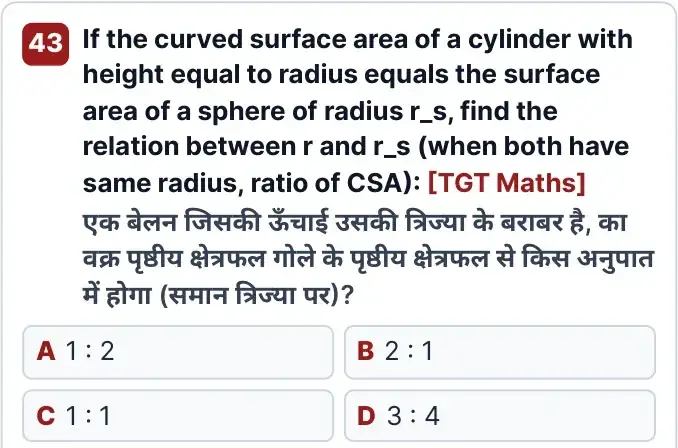 43 If the curved surface area of a cylinder with
height equal to radius equals the surface
area of a sphere of radius r_s, find the
relation between r and r_s (when both have
same radius, ratio of CSA): [TGT Maths]
एक बेलन जिसकी ऊँचाई उसकी त्रिज्या के बराबर है, का
वक्र पृष्ठीय क्षेत्रफल गोले के पृष्ठीय क्षेत्रफल से किस अनुपात
में होगा (समान त्रिज्या पर)?
A 1 : 2
B 2 : 1
C 1 : 1
D 3 : 4